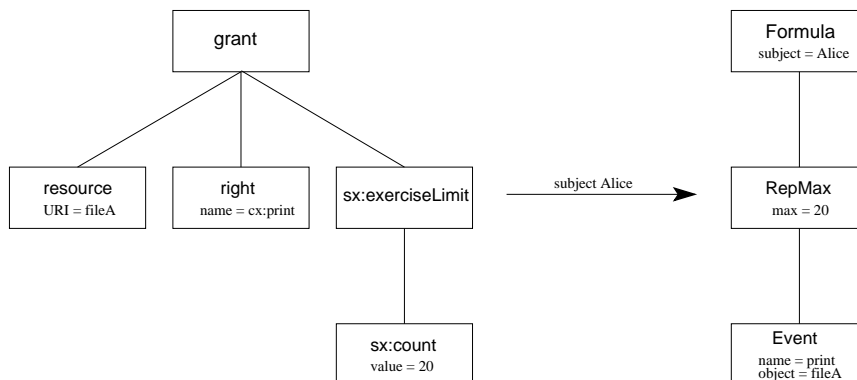 grant
Formula
subject = Alice
resource
URI = fileA
right
name = cx:print
sx:exerciseLimit
subject Alice
RepMax
max = 20
sx:count
value = 20
Event
name = print
object = fileA